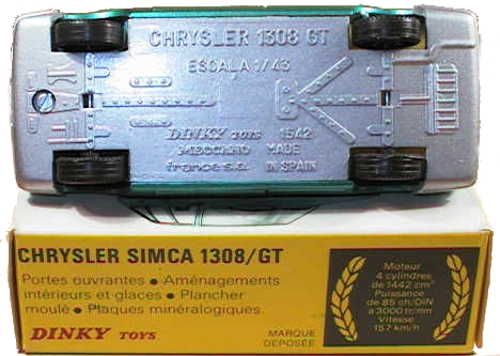 CHRYSLER 1308 GT
ESCALA 1/43
DINKY TOYS 1542
MECCANO MADE
france s.a. IN SPAIN
CHRYSLER SIMCA 1308/GT
Portes ouvrantes • Aménagements
intérieurs et glaces • Plancher
moulé • Plaques minéralogiques.
DINKY TOYS
MARQUE
DEPOSÉE
Moteur
4 cylindres
de 1442 cm³
Puissance
de 85 ch/DIN
à 3000 tr/mm
Vitesse
157 km/h